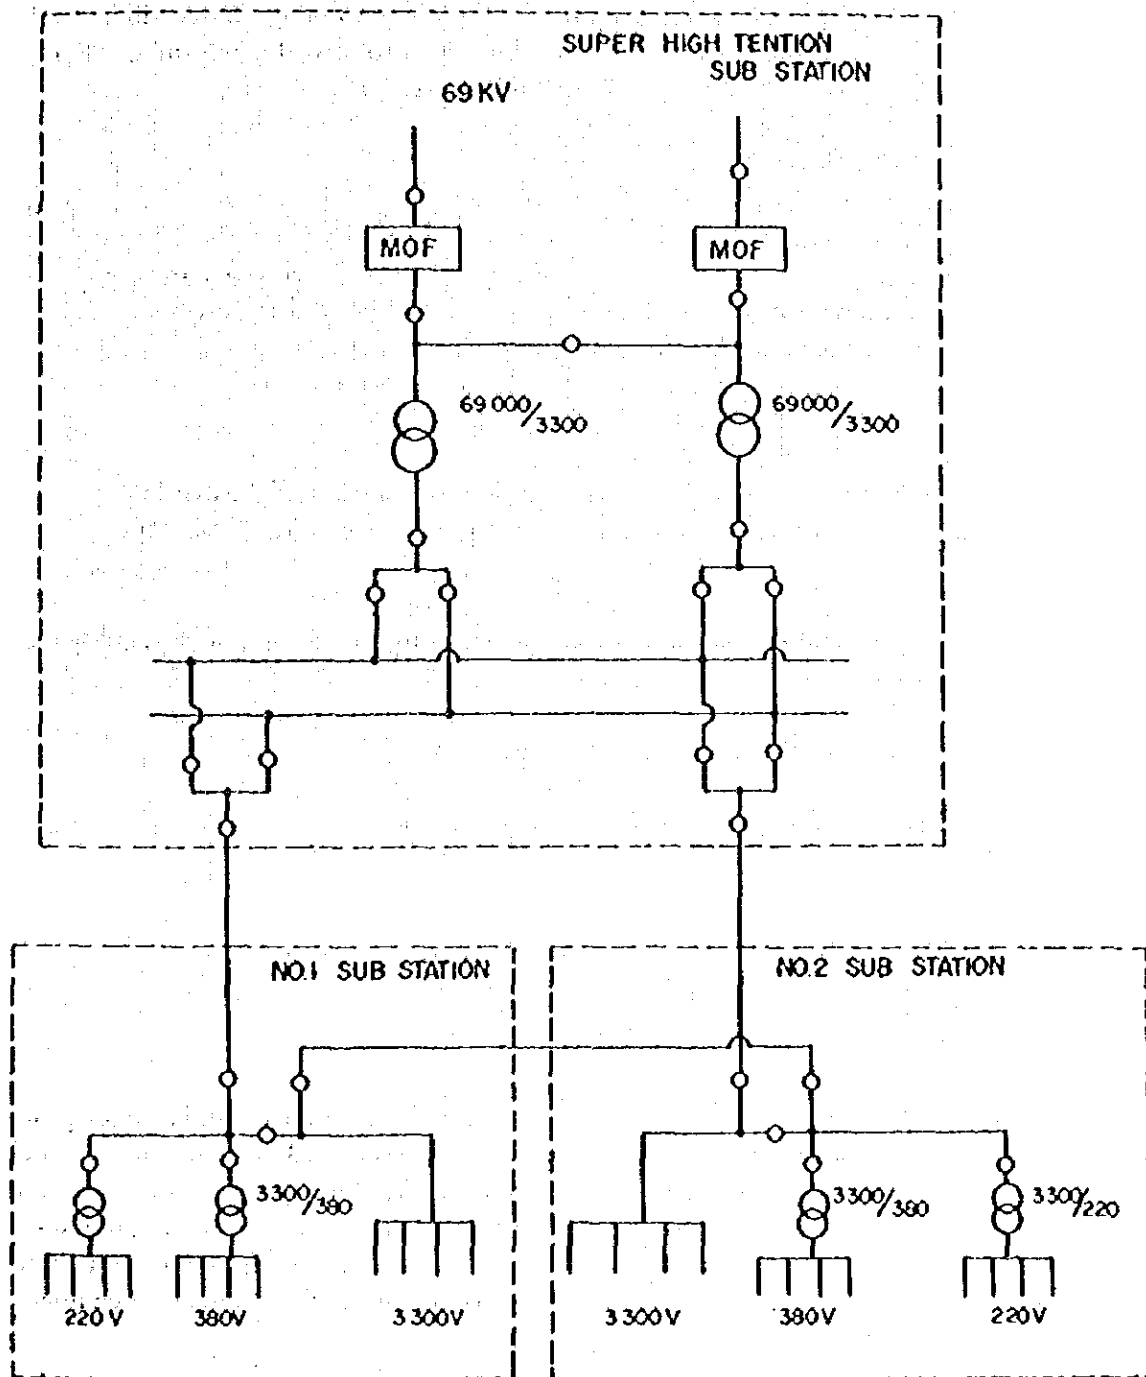 SUPER HIGH TENTION
SUB STATION
69KV
MOF
MOF
69000/3300
69000/3300
NO.1 SUB STATION
NO.2 SUB STATION
3300/380
3300/380
3300/220
220V
380V
3300V
3300V
380V
220V